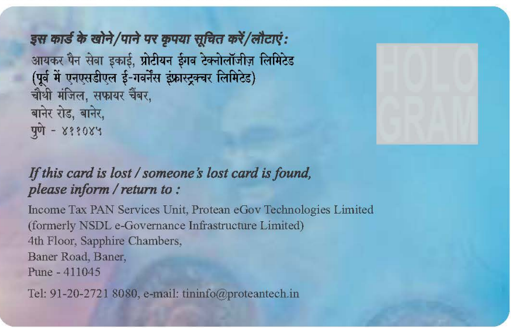 इस कार्ड के खोने/पाने पर कृपया सूचित करें/लौटाएं:
आयकर पैन सेवा इकाई, प्रोटीयन ईगव टेक्नोलॉजीज़ लिमिटेड
(पूर्व में एनएसडीएल ई-गवर्नेंस इंफ्रास्ट्रक्चर लिमिटेड)
चौथी मंजिल, सफायर चैंबर,
बानेर रोड, बानेर,
पुणे - ४११०४५
HOLO
GRAM
If this card is lost / someone's lost card is found,
please inform / return to :
Income Tax PAN Services Unit, Protean eGov Technologies Limited
(formerly NSDL e-Governance Infrastructure Limited)
4th Floor, Sapphire Chambers,
Baner Road, Baner,
Pune - 411045
Tel: 91-20-2721 8080, e-mail: tininfo@proteantech.in